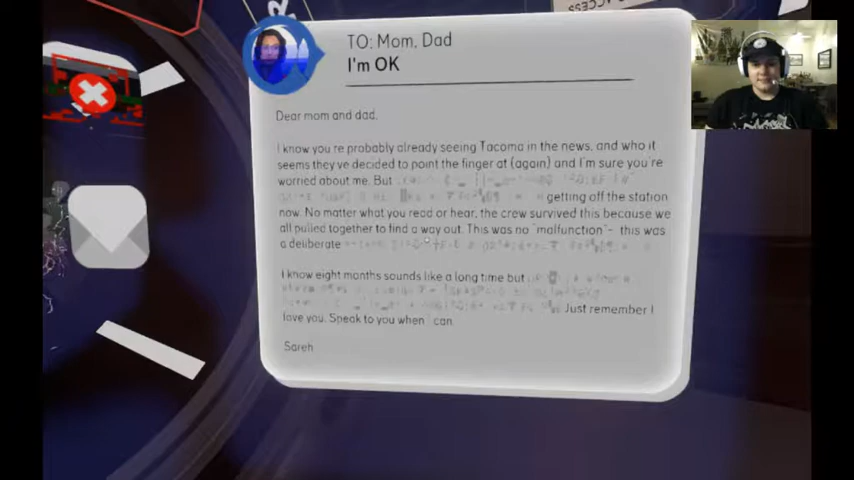 ACCESS
TO: Mom, Dad
I'm OK
Dear mom and dad,
I know you're probably already seeing Tacoma in the news, and who it
seems they've decided to point the finger at (again) and I'm sure you're
worried about me. But
getting off the station
now. No matter what you read or hear, the crew survived this because we
all pulled together to find a way out. This was no "malfunction"- this was
a deliberate
I know eight months sounds like a long time but
Just remember I
love you. Speak to you when I can
Sareh